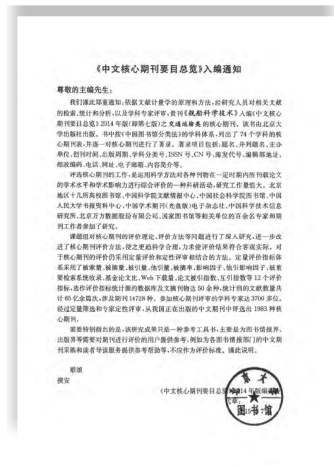 《中文核心期刊要目总览》入编通知
尊敬的主编先生：
我们谨此郑重通知：依据文献计量学的原理和方法，经研究人员对相关文献
的检索、统计和分析，以及学科专家评审，贵刊《舰船科学技术》入编《中文核心
期刊要目总览》2014年版（即第七版）之交通运输类的核心期刊。该书由北京大
学出版社出版。书中按《中国图书馆分类法》的学科体系，列出了74个学科的核
心期刊表，并逐一对核心期刊进行了著录。著录项目包括：题名、并列题名、主办
单位、创刊时间、出版周期、学科分类号、ISSN号、CN号、邮发代号、编辑部地址、
邮政编码、电话、网址、电子邮箱、内容简介等。
评选核心期刊的工作，是运用科学方法对各种刊物在一定时期内所刊载论文
的学术水平和学术影响力进行综合评价的一种科研活动，研究工作量浩大。北京
地区十几所高校图书馆、中国科学院文献情报中心、中国社会科学院图书馆、中国
人民大学书报资料中心、中国学术期刊（光盘版）电子杂志社、中国科学技术信息
研究所、北京万方数据股份有限公司、国家图书馆等相关单位的百余名专家和期
刊工作者参加了研究。
课题组对核心期刊的评价理论、评价方法等问题进行了深入研究，进一步改
进了核心期刊评价方法，使之更趋科学合理，力求使评价结果符合客观实际。对
于核心期刊的评价仍采用定量评价和定性评审相结合的方法。定量评价指标体
系采用了被索量、被摘量、被引量、他引量、被摘率、影响因子、他引影响因子、被重
要检索系统收录、基金论文比、Web下载量、论文被引指数、互引指数等12个评价
指标，选作评价指标统计源的数据库及文摘刊物达50余种，统计到的文献数量共
计65亿余篇次，涉及期刊14728种。参加核心期刊评审的学科专家达3700多位。
经过定量筛选和专家定性评审，从我国正在出版的中文期刊中评选出1983种核
心期刊。
需要特别指出的是，该研究成果只是一种参考工具书，主要是为图书情报界、
出版界等需要对期刊进行评价的用户提供参考，例如为各图书情报部门的中文期
刊采购和读者导读服务提供参考帮助等，不应作为评价标准。谨此说明。
顺颂
撰安
《中文核心期刊要目总览》2014年版编
图书馆